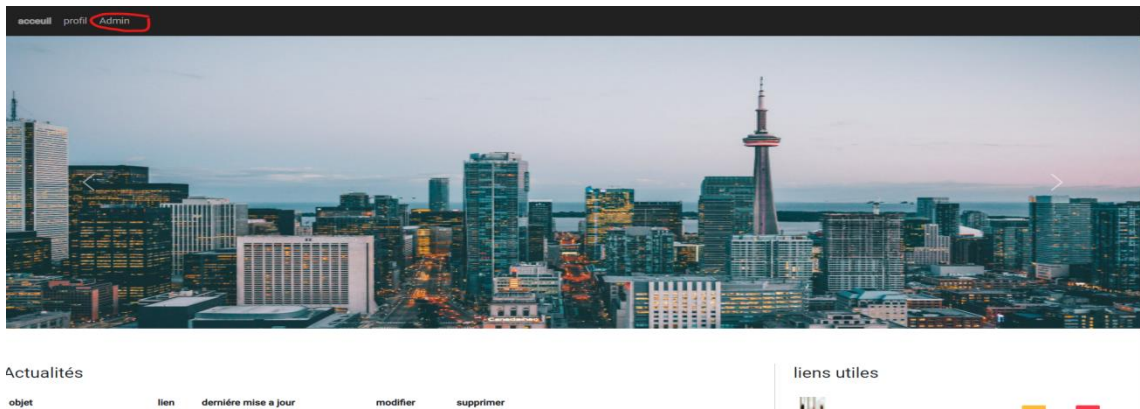 acceuil profil Admin
Actualités
liens utiles
objet lien derniére mise a jour modifier supprimer